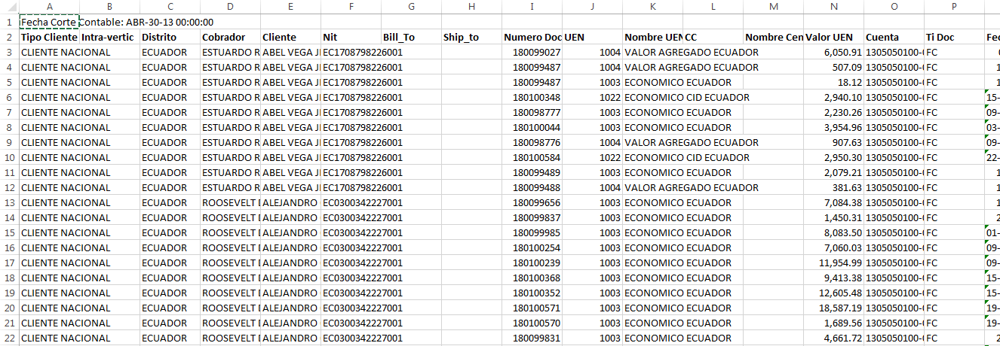 A B C D E F G H I J K L M N O P
1 Fecha Corte Contable: ABR-30-13 00:00:00
2 Tipo Cliente Intra-vertic Distrito Cobrador Cliente Nit Bill_To Ship_to Numero Doc UEN Nombre UEN CC Nombre Cen Valor UEN Cuenta Ti Doc Fec
3 CLIENTE NACIONAL ECUADOR ESTUARDO R ABEL VEGA JI EC1708798226001 180099027 1004 VALOR AGREGADO ECUADOR 6,050.91 1305050100-( FC
4 CLIENTE NACIONAL ECUADOR ESTUARDO R ABEL VEGA JI EC1708798226001 180099487 1004 VALOR AGREGADO ECUADOR 507.09 1305050100-( FC 1
5 CLIENTE NACIONAL ECUADOR ESTUARDO R ABEL VEGA JI EC1708798226001 180099487 1003 ECONOMICO ECUADOR 18.12 1305050100-( FC 1
6 CLIENTE NACIONAL ECUADOR ESTUARDO R ABEL VEGA JI EC1708798226001 180100348 1022 ECONOMICO CID ECUADOR 2,940.10 1305050100-( FC 15-
7 CLIENTE NACIONAL ECUADOR ESTUARDO R ABEL VEGA JI EC1708798226001 180098777 1003 ECONOMICO ECUADOR 2,230.26 1305050100-( FC 09-
8 CLIENTE NACIONAL ECUADOR ESTUARDO R ABEL VEGA JI EC1708798226001 180100044 1003 ECONOMICO ECUADOR 3,954.96 1305050100-( FC 03-
9 CLIENTE NACIONAL ECUADOR ESTUARDO R ABEL VEGA JI EC1708798226001 180098776 1004 VALOR AGREGADO ECUADOR 907.63 1305050100-( FC 09-
10 CLIENTE NACIONAL ECUADOR ESTUARDO R ABEL VEGA JI EC1708798226001 180100584 1022 ECONOMICO CID ECUADOR 2,950.30 1305050100-( FC 22-
11 CLIENTE NACIONAL ECUADOR ESTUARDO R ABEL VEGA JI EC1708798226001 180099489 1003 ECONOMICO ECUADOR 2,079.21 1305050100-( FC 1
12 CLIENTE NACIONAL ECUADOR ESTUARDO R ABEL VEGA JI EC1708798226001 180099488 1004 VALOR AGREGADO ECUADOR 381.63 1305050100-( FC 1
13 CLIENTE NACIONAL ECUADOR ROOSEVELT ALEJANDRO EC0300342227001 180099656 1003 ECONOMICO ECUADOR 7,084.38 1305050100-( FC 1
14 CLIENTE NACIONAL ECUADOR ROOSEVELT ALEJANDRO EC0300342227001 180099837 1003 ECONOMICO ECUADOR 1,450.31 1305050100-( FC 2
15 CLIENTE NACIONAL ECUADOR ROOSEVELT ALEJANDRO EC0300342227001 180099985 1003 ECONOMICO ECUADOR 8,083.50 1305050100-( FC 01-
16 CLIENTE NACIONAL ECUADOR ROOSEVELT ALEJANDRO EC0300342227001 180100254 1003 ECONOMICO ECUADOR 7,060.03 1305050100-( FC 09-
17 CLIENTE NACIONAL ECUADOR ROOSEVELT ALEJANDRO EC0300342227001 180100239 1003 ECONOMICO ECUADOR 11,954.99 1305050100-( FC 09-
18 CLIENTE NACIONAL ECUADOR ROOSEVELT ALEJANDRO EC0300342227001 180100368 1003 ECONOMICO ECUADOR 9,413.38 1305050100-( FC 15-
19 CLIENTE NACIONAL ECUADOR ROOSEVELT ALEJANDRO EC0300342227001 180100352 1003 ECONOMICO ECUADOR 12,605.48 1305050100-( FC 15-
20 CLIENTE NACIONAL ECUADOR ROOSEVELT ALEJANDRO EC0300342227001 180100571 1003 ECONOMICO ECUADOR 18,587.19 1305050100-( FC 19-
21 CLIENTE NACIONAL ECUADOR ROOSEVELT ALEJANDRO EC0300342227001 180100570 1003 ECONOMICO ECUADOR 1,689.56 1305050100-( FC 19-
22 CLIENTE NACIONAL ECUADOR ROOSEVELT ALEJANDRO EC0300342227001 180099831 1003 ECONOMICO ECUADOR 4,661.72 1305050100-( FC 2